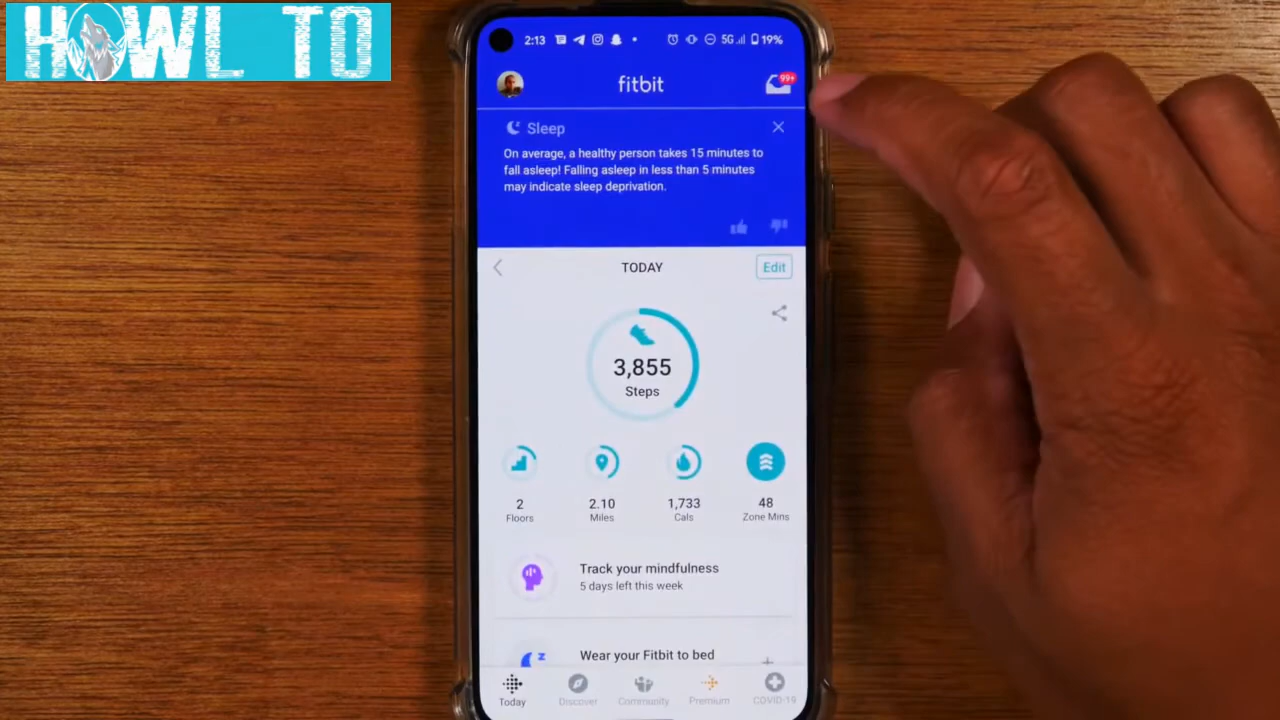 HOWL TO
2:13
5G
19%
fitbit
99+
Sleep
On average, a healthy person takes 15 minutes to
fall asleep! Falling asleep in less than 5 minutes
may indicate sleep deprivation.
TODAY
Edit
3,855
Steps
2
Floors
2.10
Miles
1,733
Cals
48
Zone Mins
Track your mindfulness
5 days left this week
Wear your Fitbit to bed
Today
Discover
Community
Premium
COVID-19